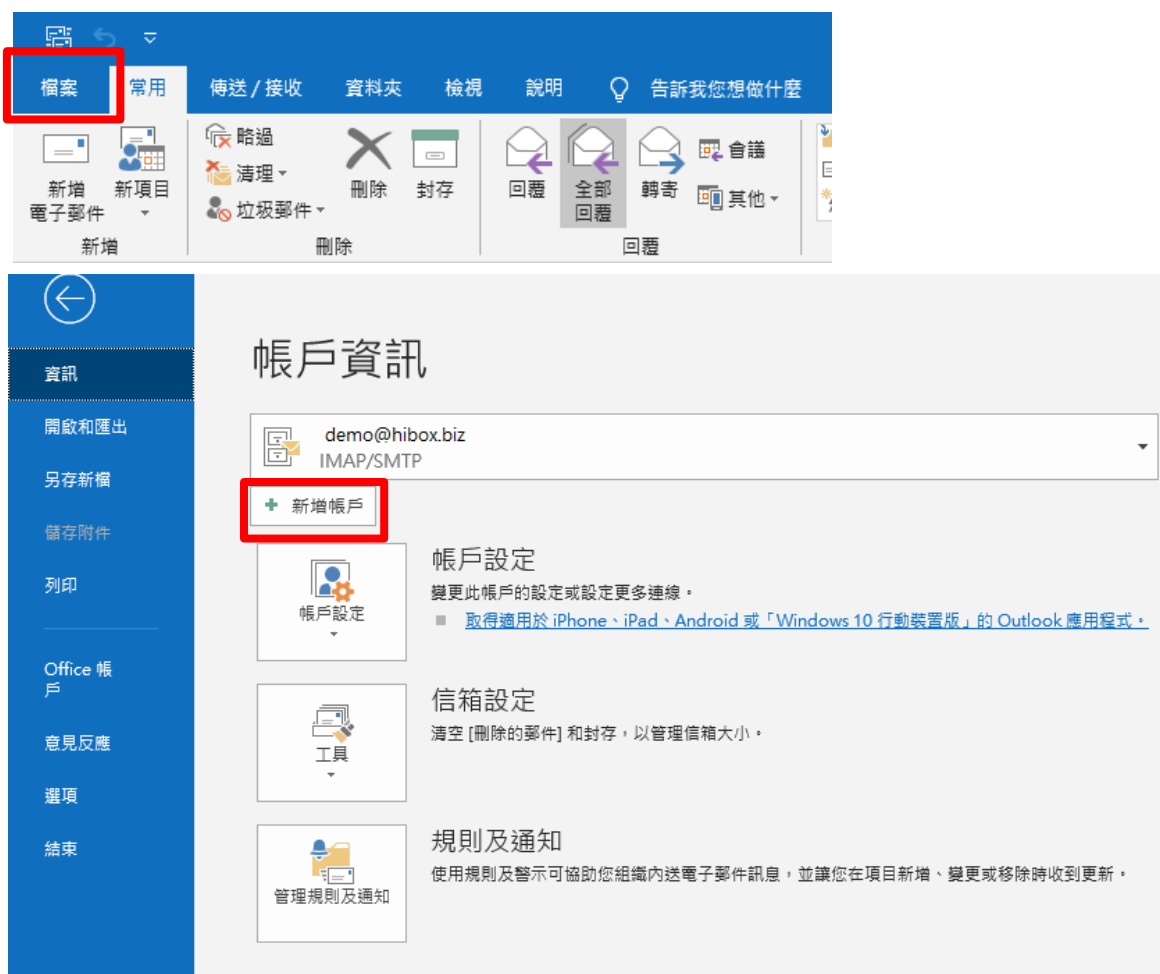 檔案 常用 傳送 / 接收 資料夾 檢視 說明 告訴我您想做什麼
略過
清理
垃圾郵件
新增
電子郵件
新項目
刪除
封存
回覆
全部
回覆
轉寄
會議
其他
新增 刪除 回覆
資訊
開啟和匯出
另存新檔
儲存附件
列印
Office 帳
戶
意見反應
選項
結束
帳戶資訊
demo@hibox.biz
IMAP/SMTP
新增帳戶
帳戶設定
帳戶設定
變更此帳戶的設定或設定更多連線。
取得適用於 iPhone、iPad、Android 或「Windows 10 行動裝置版」的 Outlook 應用程式。
工具
信箱設定
清空 [刪除的郵件] 和封存，以管理信箱大小。
管理規則及通知
規則及通知
使用規則及警示可協助您組織內送電子郵件訊息，並讓您在項目新增、變更或移除時收到更新。